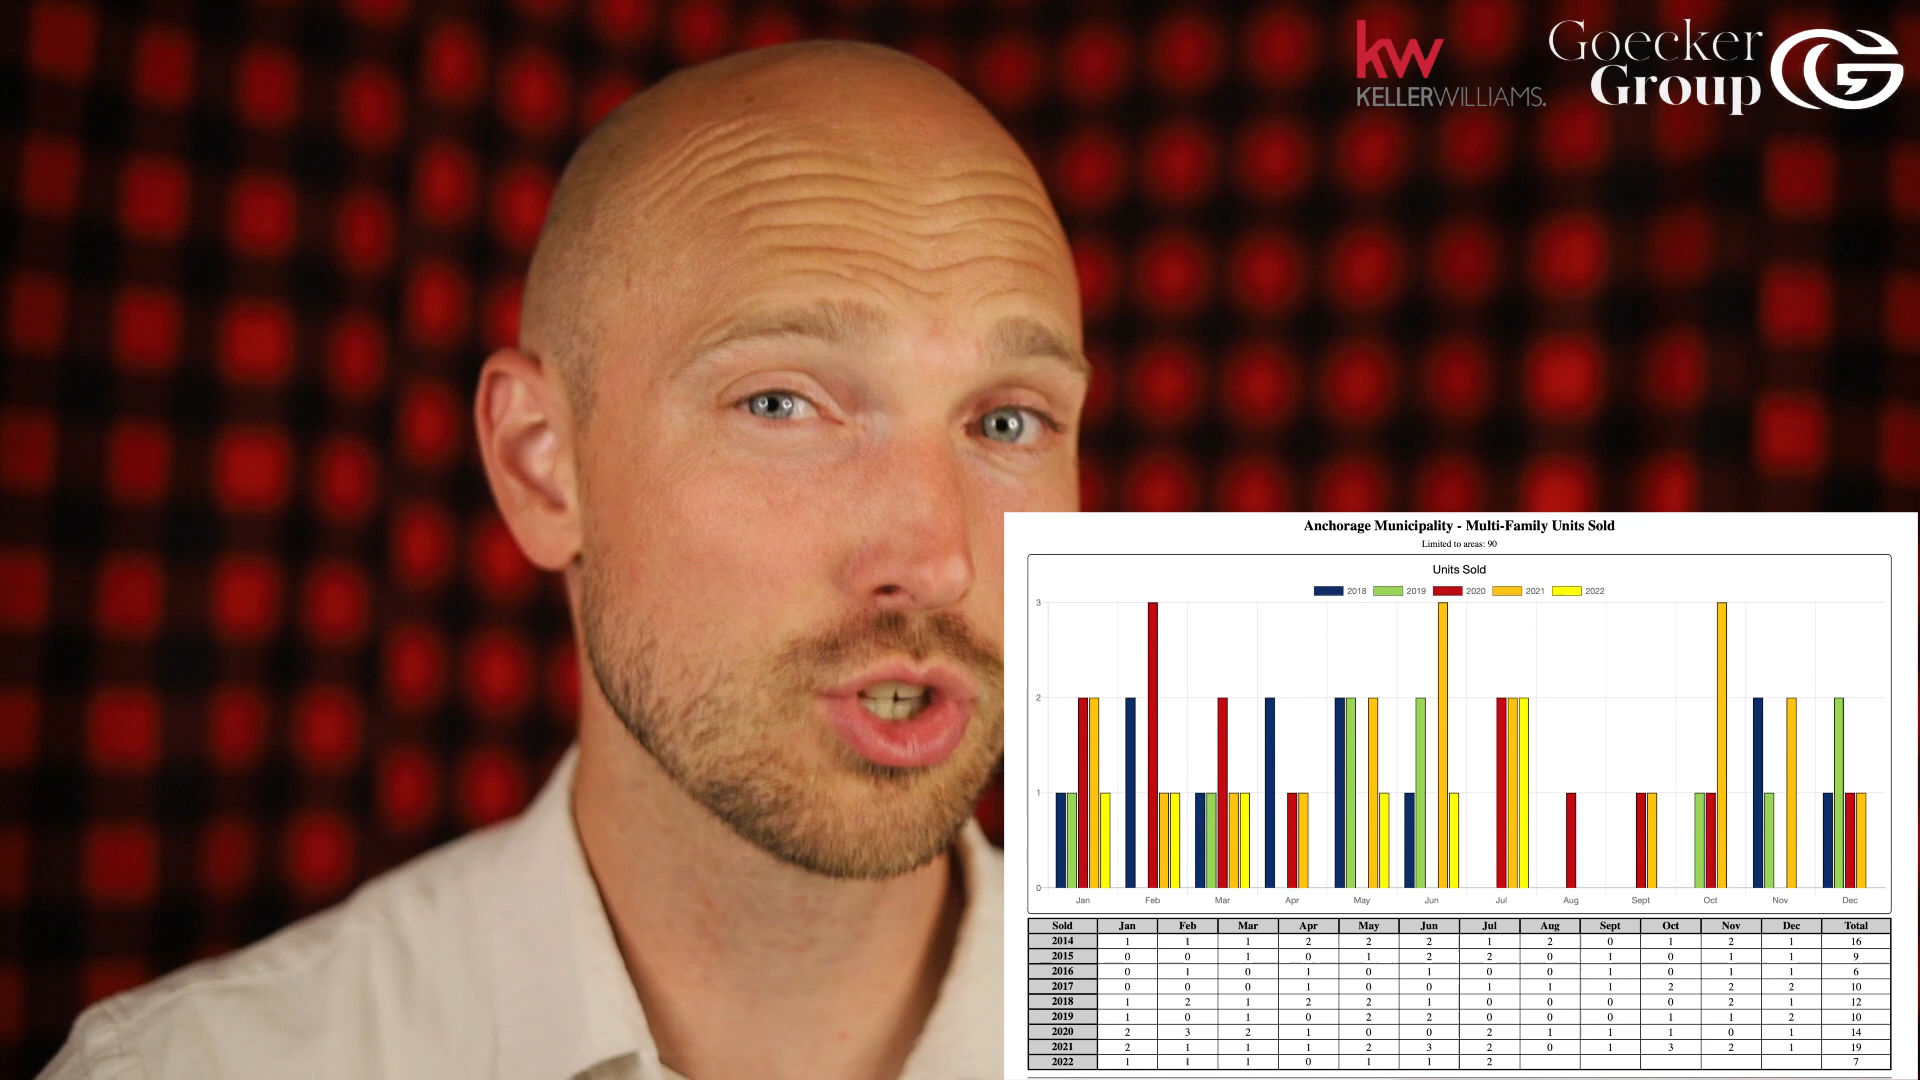 kw
KELLERWILLIAMS.
Goecker
Group
Anchorage Municipality - Multi-Family Units Sold
Limited to areas: 90
Units Sold
2018 2019 2020 2021 2022
3
2
1
0
Jan Feb Mar Apr May Jun Jul Aug Sept Oct Nov Dec
Sold Jan Feb Mar Apr May Jun Jul Aug Sept Oct Nov Dec Total
2014 1 1 1 2 2 2 1 2 0 1 2 1 16
2015 0 0 1 0 1 2 2 0 1 0 1 1 9
2016 0 1 0 1 0 1 0 0 1 0 1 1 6
2017 0 0 0 1 0 0 1 1 1 2 2 2 10
2018 1 2 1 2 2 1 0 0 0 0 2 1 12
2019 1 0 1 0 2 2 0 0 0 1 1 2 10
2020 2 3 2 1 0 0 2 1 1 1 0 1 14
2021 2 1 1 1 2 3 2 0 1 3 2 1 19
2022 1 1 1 0 1 1 2 7